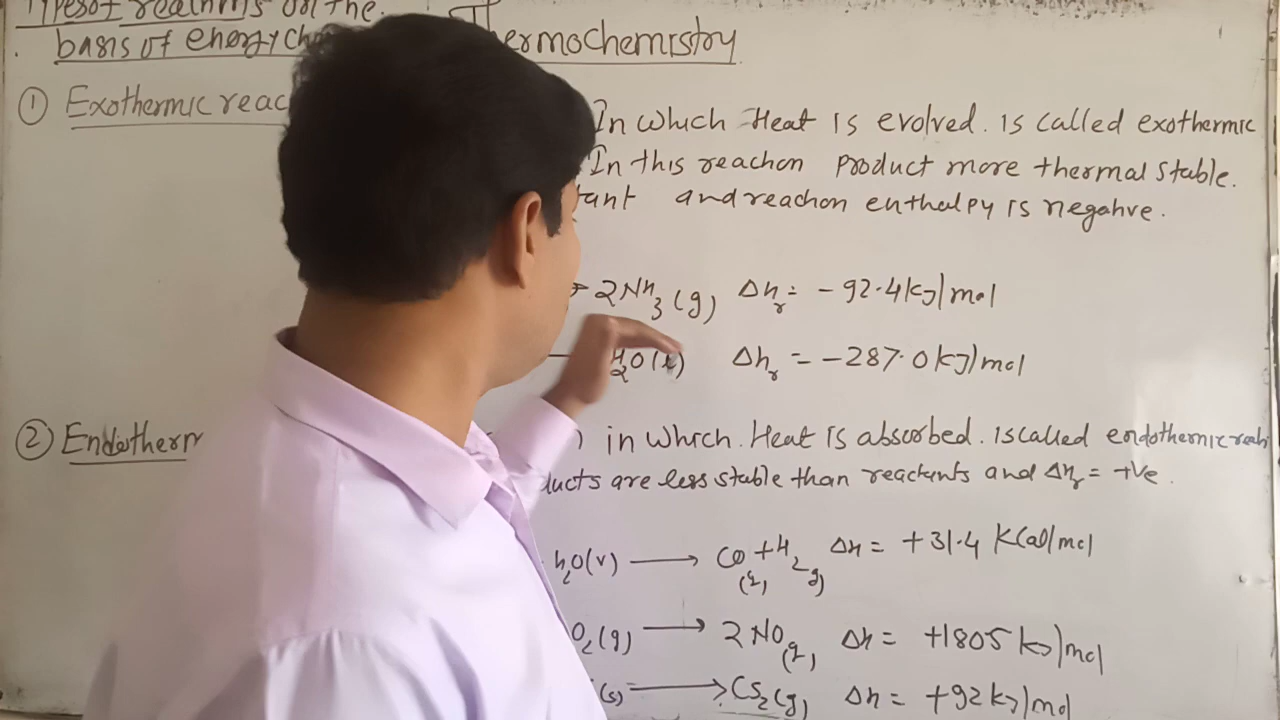 Types of reactions on the
basis of energy Thermochemistry
① Exothermic reac In which Heat is evolved. is called exothermic
In this reaction product more thermal stable.
tant and reaction enthalpy is negative.
2NH3(g) Δhr = -92.4 kJ/mol
H2O(l) Δhr = -287.0 kJ/mol
② Endotherm in which. Heat is absorbed. is called endothermic reacti
ducts are less stable than reactants and Δhr = +ve.
h2O(v) ⟶ CO(g) + H2(g) Δh = +31.4 Kcal/mol
O2(g) ⟶ 2NO(g) Δh = +1805 kJ/mol
(s) ⟶ CS2(g) Δh = +92 kJ/mol